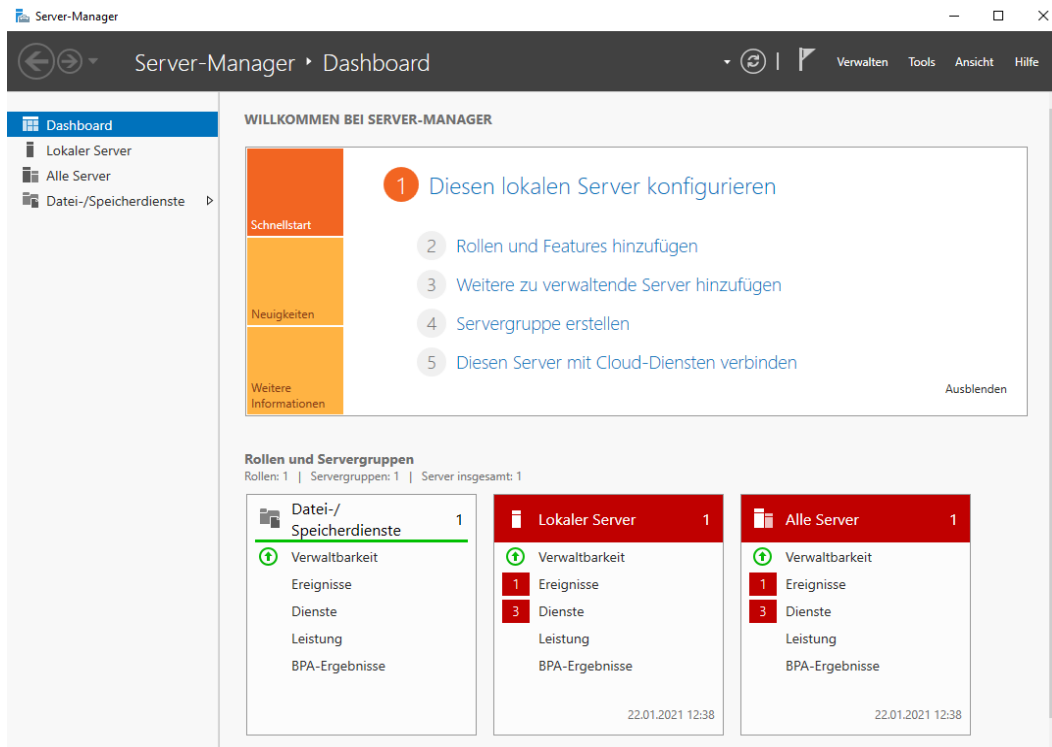 Server-Manager
Server-Manager ‣ Dashboard
Verwalten Tools Ansicht Hilfe
Dashboard
Lokaler Server
Alle Server
Datei-/Speicherdienste
WILLKOMMEN BEI SERVER-MANAGER
Schnellstart
Neuigkeiten
Weitere
Informationen
1 Diesen lokalen Server konfigurieren
2 Rollen und Features hinzufügen
3 Weitere zu verwaltende Server hinzufügen
4 Servergruppe erstellen
5 Diesen Server mit Cloud-Diensten verbinden
Ausblenden
Rollen und Servergruppen
Rollen: 1 | Servergruppen: 1 | Server insgesamt: 1
Datei-/
Speicherdienste 1
Verwaltbarkeit
Ereignisse
Dienste
Leistung
BPA-Ergebnisse
Lokaler Server 1
Verwaltbarkeit
1 Ereignisse
3 Dienste
Leistung
BPA-Ergebnisse
22.01.2021 12:38
Alle Server 1
Verwaltbarkeit
1 Ereignisse
3 Dienste
Leistung
BPA-Ergebnisse
22.01.2021 12:38